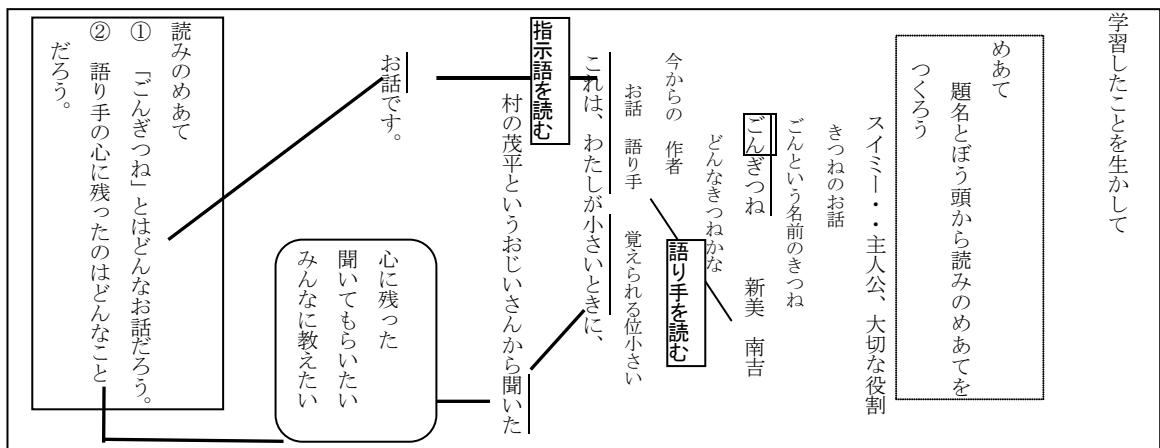 学習したことを生かして
めあて
題名とぼう頭から読みのめあてを
つくろう
スイミー・・主人公、大切な役割
きつねのお話
ごんという名前のきつね
ごんぎつね　新美　南吉
どんなきつねかな
語り手を読む
今からの　作者
お話　語り手　覚えられる位小さい
これは、わたしが小さいときに、
指示語を読む
村の茂平というおじいさんから聞いた
お話です。
心に残った
聞いてもらいたい
みんなに教えたい
読みのめあて
①　「ごんぎつね」とはどんなお話だろう。
②　語り手の心に残ったのはどんなこと
だろう。